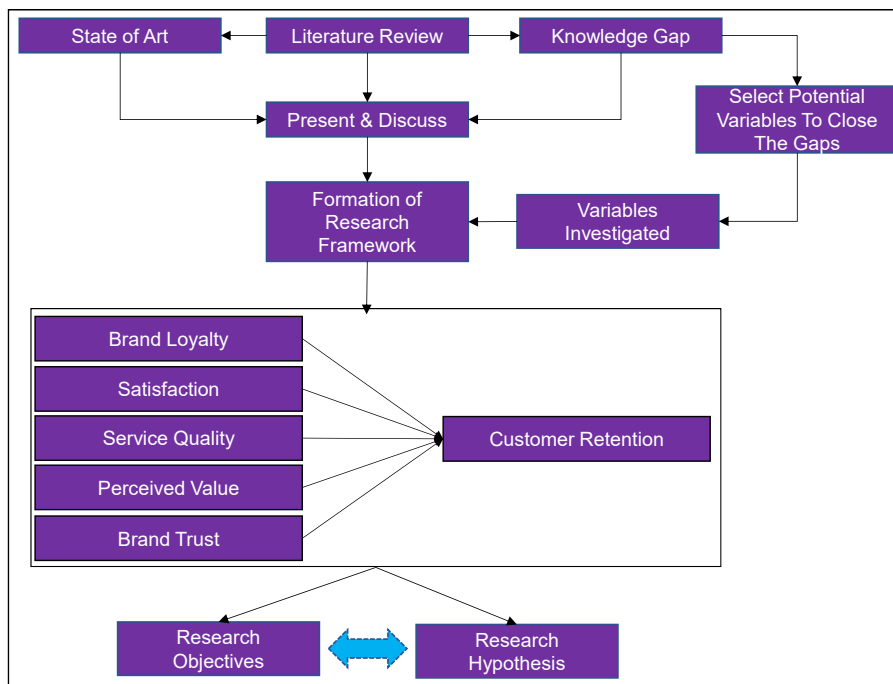 State of Art
Literature Review
Knowledge Gap
Select Potential
Variables To Close
The Gaps
Present & Discuss
Formation of
Research
Framework
Variables
Investigated
Brand Loyalty
Satisfaction
Service Quality
Perceived Value
Brand Trust
Customer Retention
Research
Objectives
Research
Hypothesis